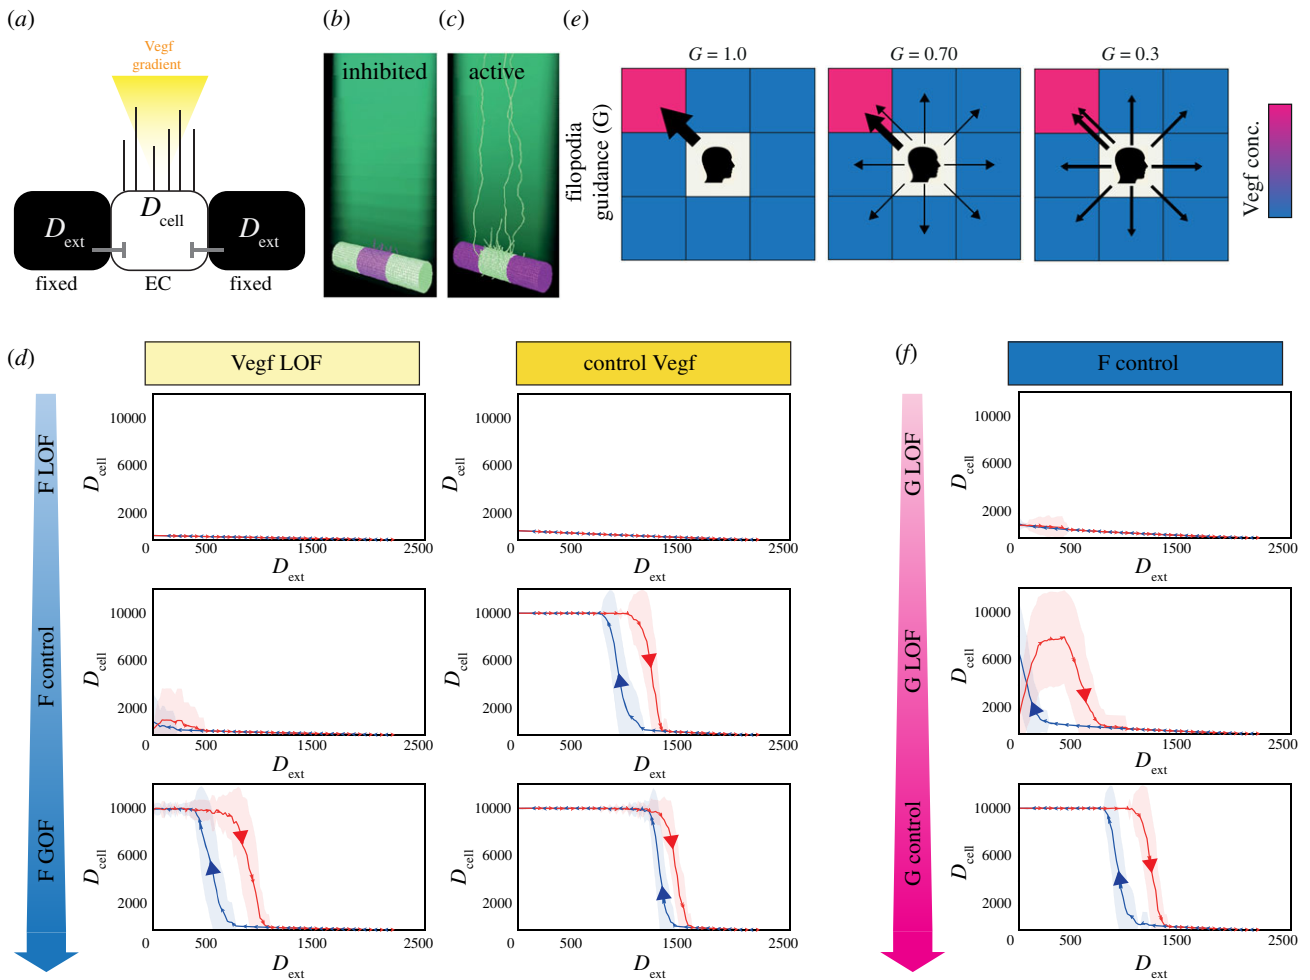 (a)
Vegf
gradient
D_ext
D_cell
D_ext
fixed
EC
fixed
(b)
inhibited
(c)
active
(e)
G = 1.0
G = 0.70
G = 0.3
filopodia
guidance (G)
Vegf conc.
(d)
Vegf LOF
control Vegf
F LOF
F control
F GOF
D_cell
10000
6000
2000
0
500
1500
2500
D_ext
D_cell
10000
6000
2000
0
500
1500
2500
D_ext
D_cell
10000
6000
2000
0
500
1500
2500
D_ext
D_cell
10000
6000
2000
0
500
1500
2500
D_ext
D_cell
10000
6000
2000
0
500
1500
2500
D_ext
D_cell
10000
6000
2000
0
500
1500
2500
D_ext
(f)
F control
G LOF
G LOF
G control
D_cell
10000
6000
2000
0
500
1500
2500
D_ext
D_cell
10000
6000
2000
0
500
1500
2500
D_ext
D_cell
10000
6000
2000
0
500
1500
2500
D_ext